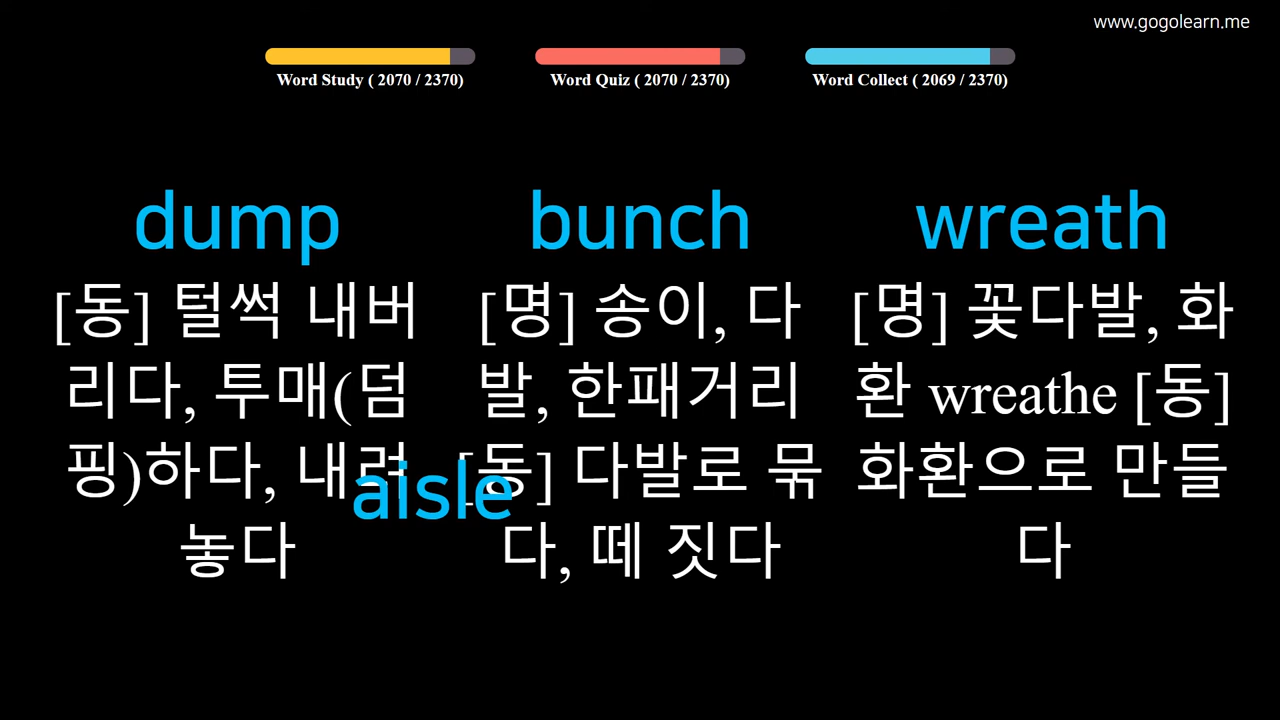 www.gogolearn.me
Word Study ( 2070 / 2370)
Word Quiz ( 2070 / 2370)
Word Collect ( 2069 / 2370)
dump
[동] 털썩 내버
리다, 투매(덤
핑)하다, 내려
놓다
bunch
[명] 송이, 다
발, 한패거리
[동] 다발로 묶
다, 떼 짓다
wreath
[명] 꽃다발, 화
환 wreathe [동]
화환으로 만들
다
aisle